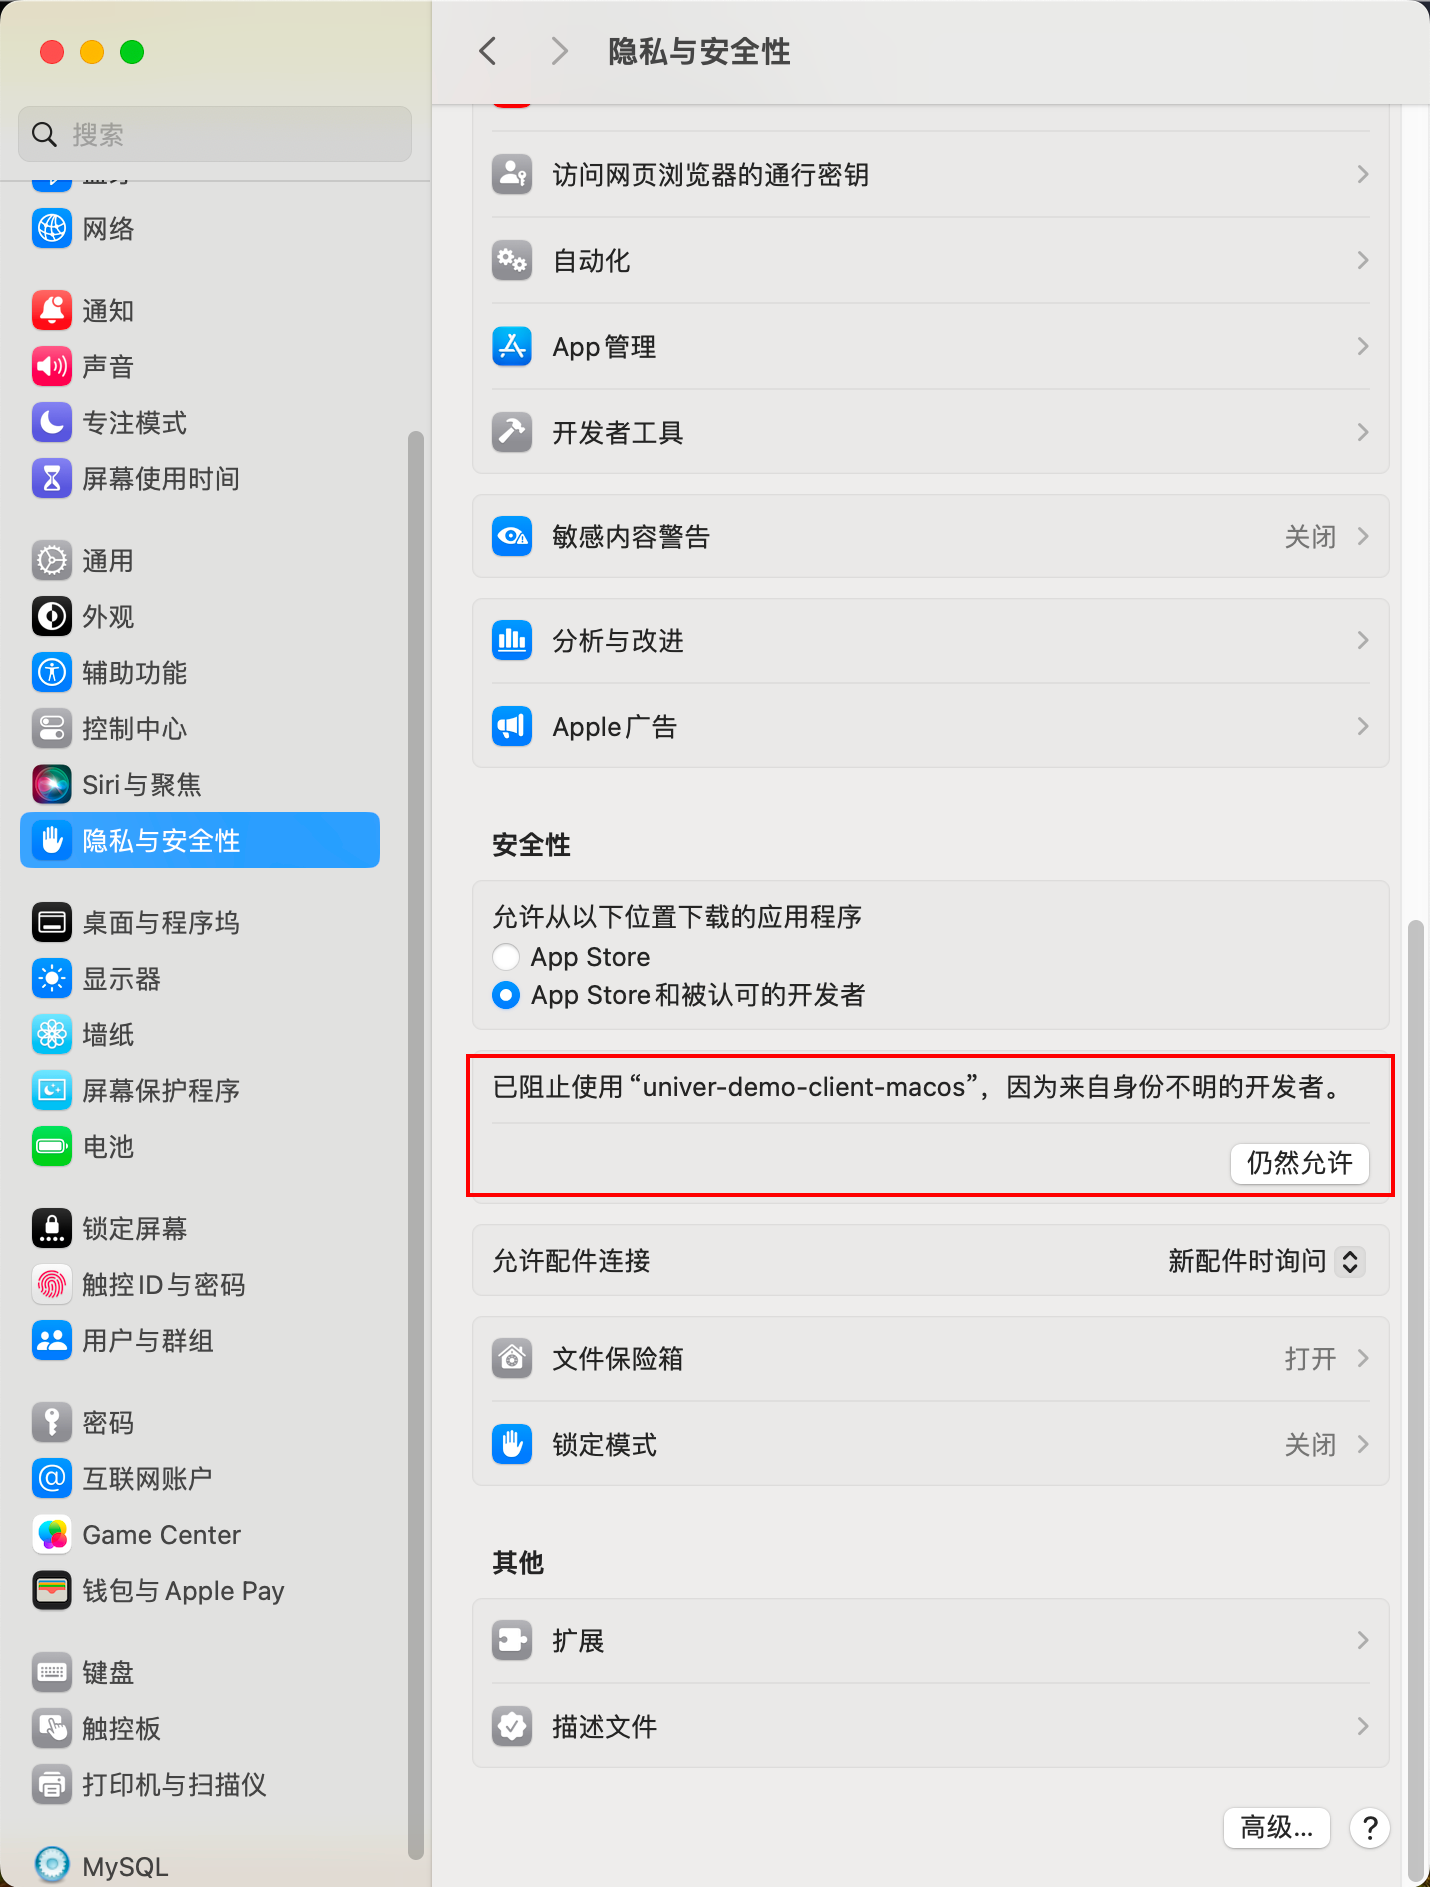 隐私与安全性
搜索
网络
通知
声音
专注模式
屏幕使用时间
通用
外观
辅助功能
控制中心
Siri与聚焦
隐私与安全性
桌面与程序坞
显示器
墙纸
屏幕保护程序
电池
锁定屏幕
触控ID与密码
用户与群组
密码
互联网账户
Game Center
钱包与Apple Pay
键盘
触控板
打印机与扫描仪
MySQL
访问网页浏览器的通行密钥
自动化
App管理
开发者工具
敏感内容警告 关闭
分析与改进
Apple广告
安全性
允许从以下位置下载的应用程序
App Store
App Store和被认可的开发者
已阻止使用“univer-demo-client-macos”，因为来自身份不明的开发者。
仍然允许
允许配件连接 新配件时询问
文件保险箱 打开
锁定模式 关闭
其他
扩展
描述文件
高级... ?